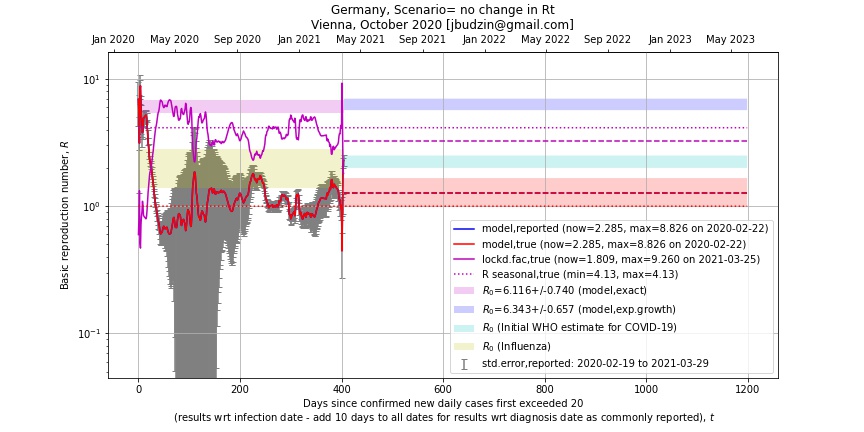 Germany, Scenario= no change in Rt
Vienna, October 2020 [jbudzin@gmail.com]
Jan 2020 May 2020 Sep 2020 Jan 2021 May 2021 Sep 2021 Jan 2022 May 2022 Sep 2022 Jan 2023 May 2023
Basic reproduction number, R
10¹
10⁰
10⁻¹
model,reported (now=2.285, max=8.826 on 2020-02-22)
model,true (now=2.285, max=8.826 on 2020-02-22)
lockd.fac,true (now=1.809, max=9.260 on 2021-03-25)
R seasonal,true (min=4.13, max=4.13)
R₀=6.116+/-0.740 (model,exact)
R₀=6.343+/-0.657 (model,exp.growth)
R₀ (Initial WHO estimate for COVID-19)
R₀ (Influenza)
std.error,reported: 2020-02-19 to 2021-03-29
0 200 400 600 800 1000 1200
Days since confirmed new daily cases first exceeded 20
(results wrt infection date - add 10 days to all dates for results wrt diagnosis date as commonly reported), t